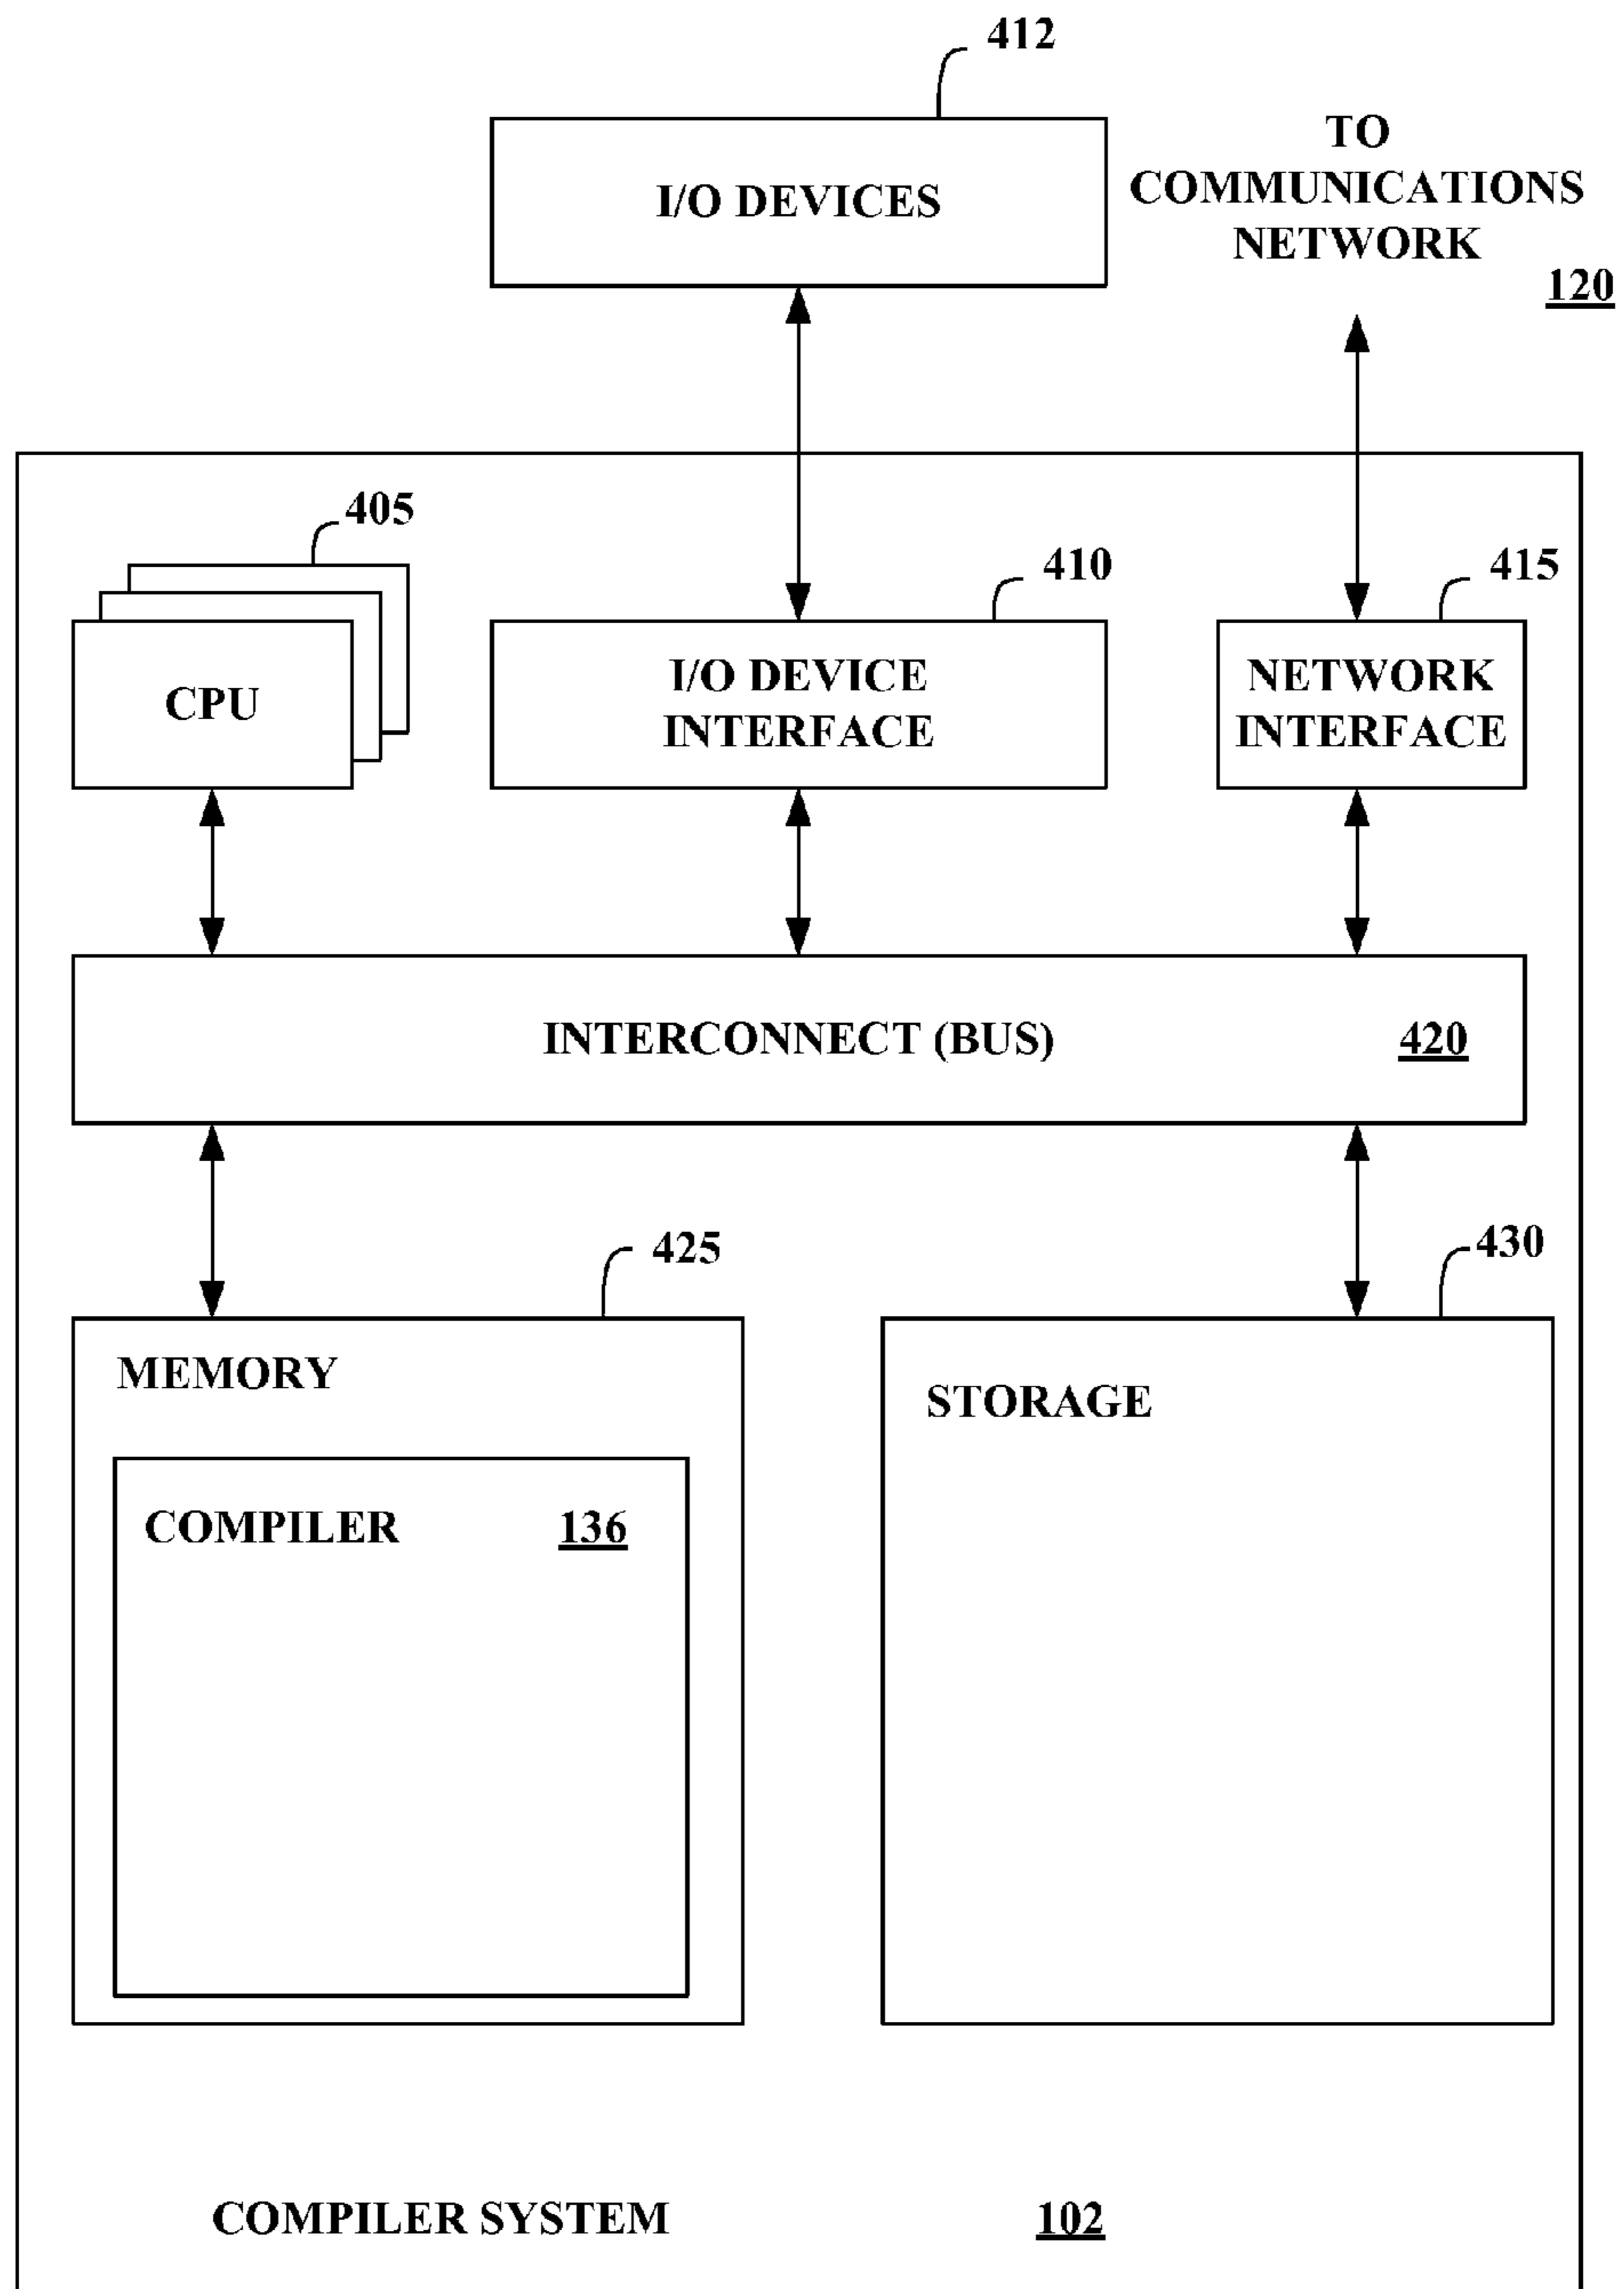 412
I/O DEVICES
TO
COMMUNICATIONS
NETWORK
120
405
410
415
CPU
I/O DEVICE
INTERFACE
NETWORK
INTERFACE
INTERCONNECT (BUS) 420
425
430
MEMORY
STORAGE
COMPILER 136
COMPILER SYSTEM 102